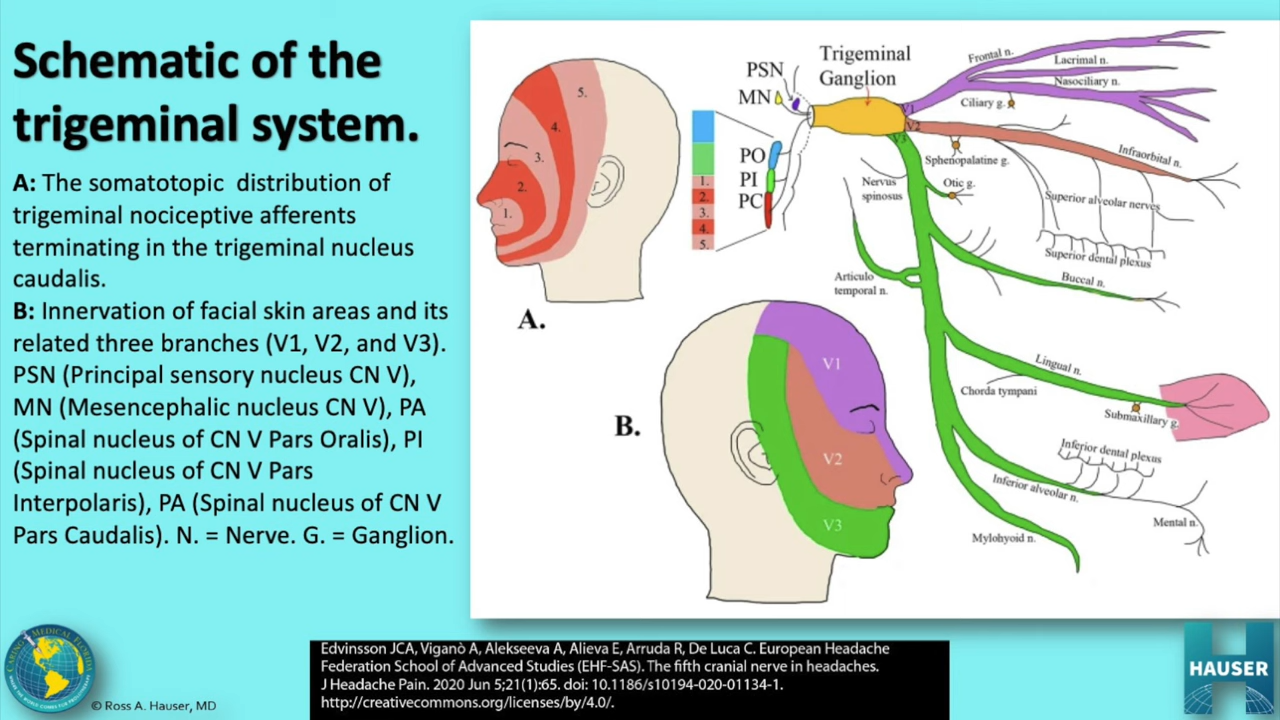 Schematic of the
trigeminal system.
A: The somatotopic distribution of
trigeminal nociceptive afferents
terminating in the trigeminal nucleus
caudalis.
B: Innervation of facial skin areas and its
related three branches (V1, V2, and V3).
PSN (Principal sensory nucleus CN V),
MN (Mesencephalic nucleus CN V), PA
(Spinal nucleus of CN V Pars Oralis), PI
(Spinal nucleus of CN V Pars
Interpolaris), PA (Spinal nucleus of CN V
Pars Caudalis). N. = Nerve. G. = Ganglion.
5.
4.
3.
2.
1.
A.
PSN
MN
PO
PI
PC
1.
2.
3.
4.
5.
Trigeminal
Ganglion
V1
V2
V3
Frontal n.
Lacrimal n.
Nasociliary n.
Ciliary g.
Sphenopalatine g.
Infraorbital n.
Nervus
spinosus
Otic g.
Superior alveolar nerves
Superior dental plexus
Articulo
temporal n.
Buccal n.
Lingual n.
Chorda tympani
Submaxillary g.
Inferior dental plexus
Inferior alveolar n.
Mental n.
Mylohyoid n.
B.
V1
V2
V3
Edvinsson JCA, Viganò A, Alekseeva A, Alieva E, Arruda R, De Luca C. European Headache
Federation School of Advanced Studies (EHF-SAS). The fifth cranial nerve in headaches.
J Headache Pain. 2020 Jun 5;21(1):65. doi: 10.1186/s10194-020-01134-1.
http://creativecommons.org/licenses/by/4.0/.
CARING MEDICAL FLORIDA
© Ross A. Hauser, MD
HAUSER